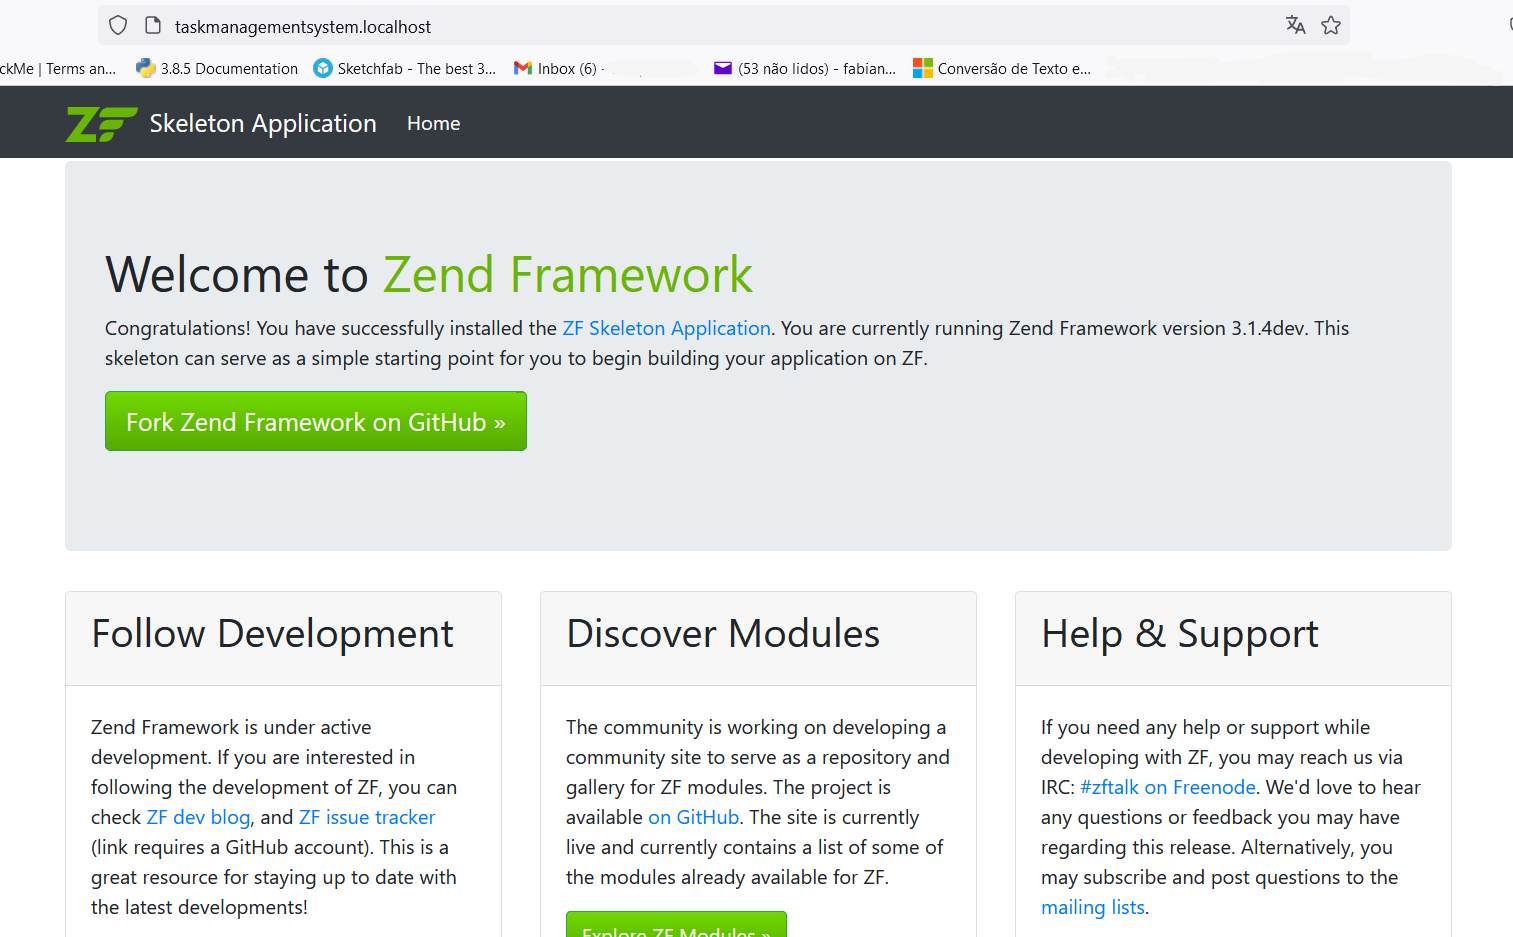 taskmanagementsystem.localhost
ckMe | Terms an... 3.8.5 Documentation Sketchfab - The best 3... Inbox (6) - (53 não lidos) - fabian... Conversão de Texto e...
ZF Skeleton Application Home
Welcome to Zend Framework
Congratulations! You have successfully installed the ZF Skeleton Application. You are currently running Zend Framework version 3.1.4dev. This
skeleton can serve as a simple starting point for you to begin building your application on ZF.
Fork Zend Framework on GitHub »
Follow Development
Zend Framework is under active
development. If you are interested in
following the development of ZF, you can
check ZF dev blog, and ZF issue tracker
(link requires a GitHub account). This is a
great resource for staying up to date with
the latest developments!
Discover Modules
The community is working on developing a
community site to serve as a repository and
gallery for ZF modules. The project is
available on GitHub. The site is currently
live and currently contains a list of some of
the modules already available for ZF.
Explore ZF Modules »
Help & Support
If you need any help or support while
developing with ZF, you may reach us via
IRC: #zftalk on Freenode. We'd love to hear
any questions or feedback you may have
regarding this release. Alternatively, you
may subscribe and post questions to the
mailing lists.